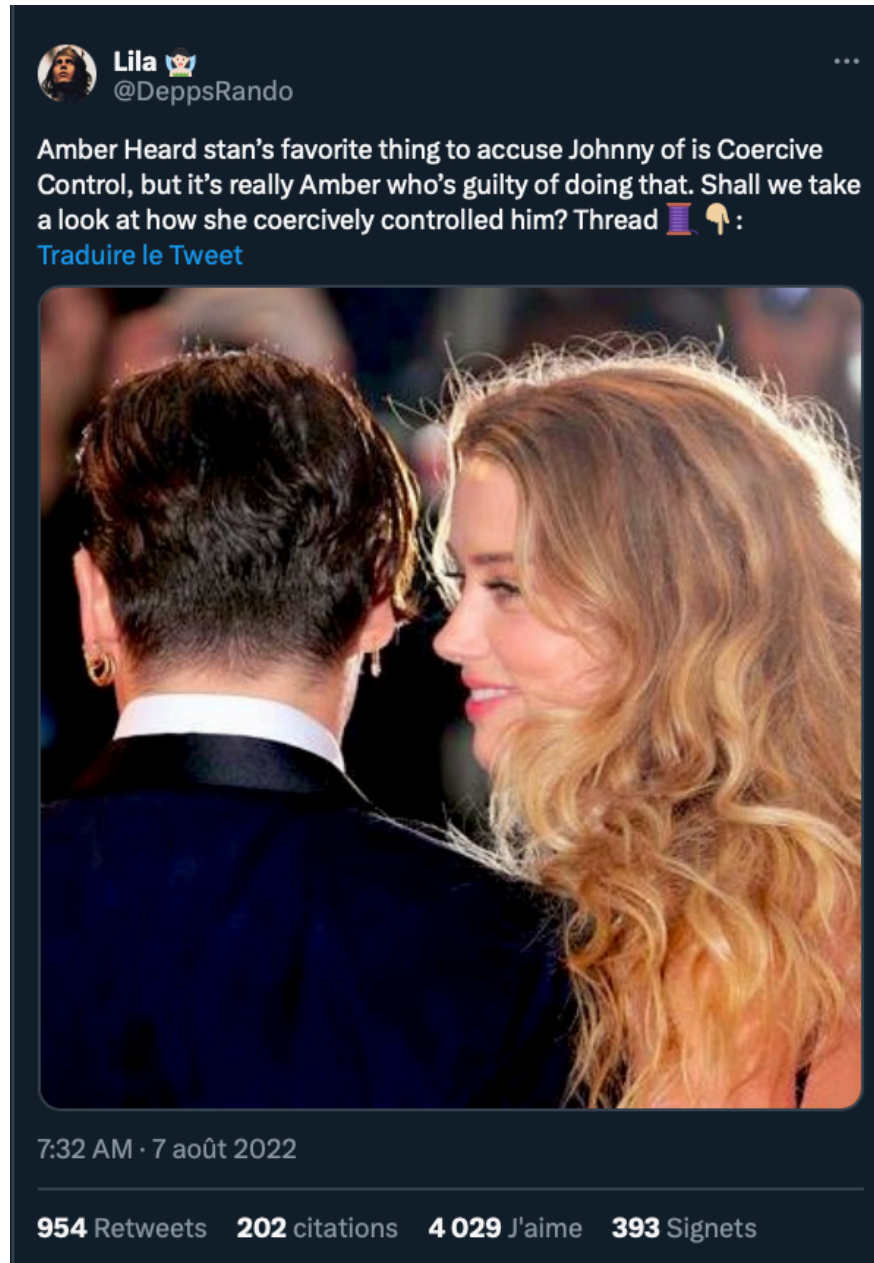 Lila 🧚🏻
@DeppsRando
Amber Heard stan's favorite thing to accuse Johnny of is Coercive
Control, but it's really Amber who's guilty of doing that. Shall we take
a look at how she coercively controlled him? Thread 🧵👇🏼:
Traduire le Tweet
7:32 AM · 7 août 2022
954 Retweets 202 citations 4 029 J'aime 393 Signets